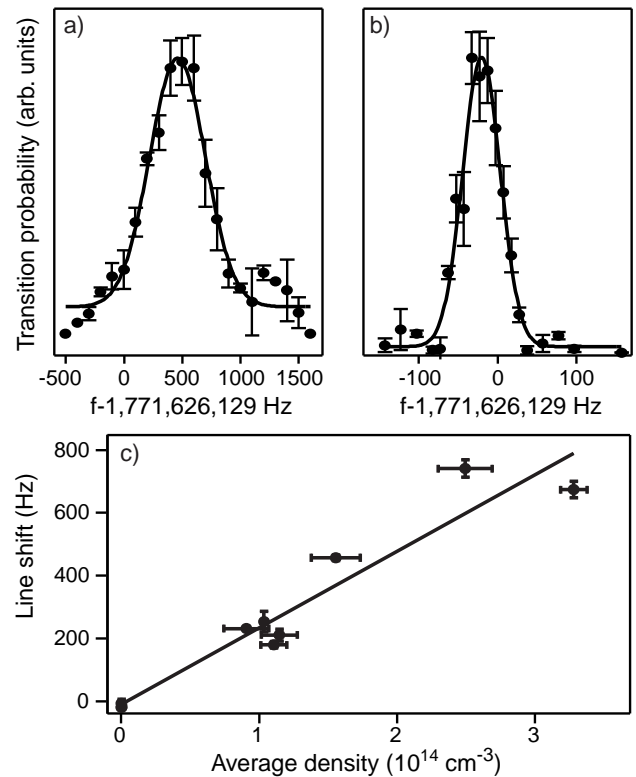 a)
b)
Transition probability (arb. units)
-500 0 500 1000 1500
-100 0 100
f-1,771,626,129 Hz
f-1,771,626,129 Hz
c)
800
600
400
200
0
Line shift (Hz)
0 1 2 3
Average density (10¹⁴ cm⁻³)